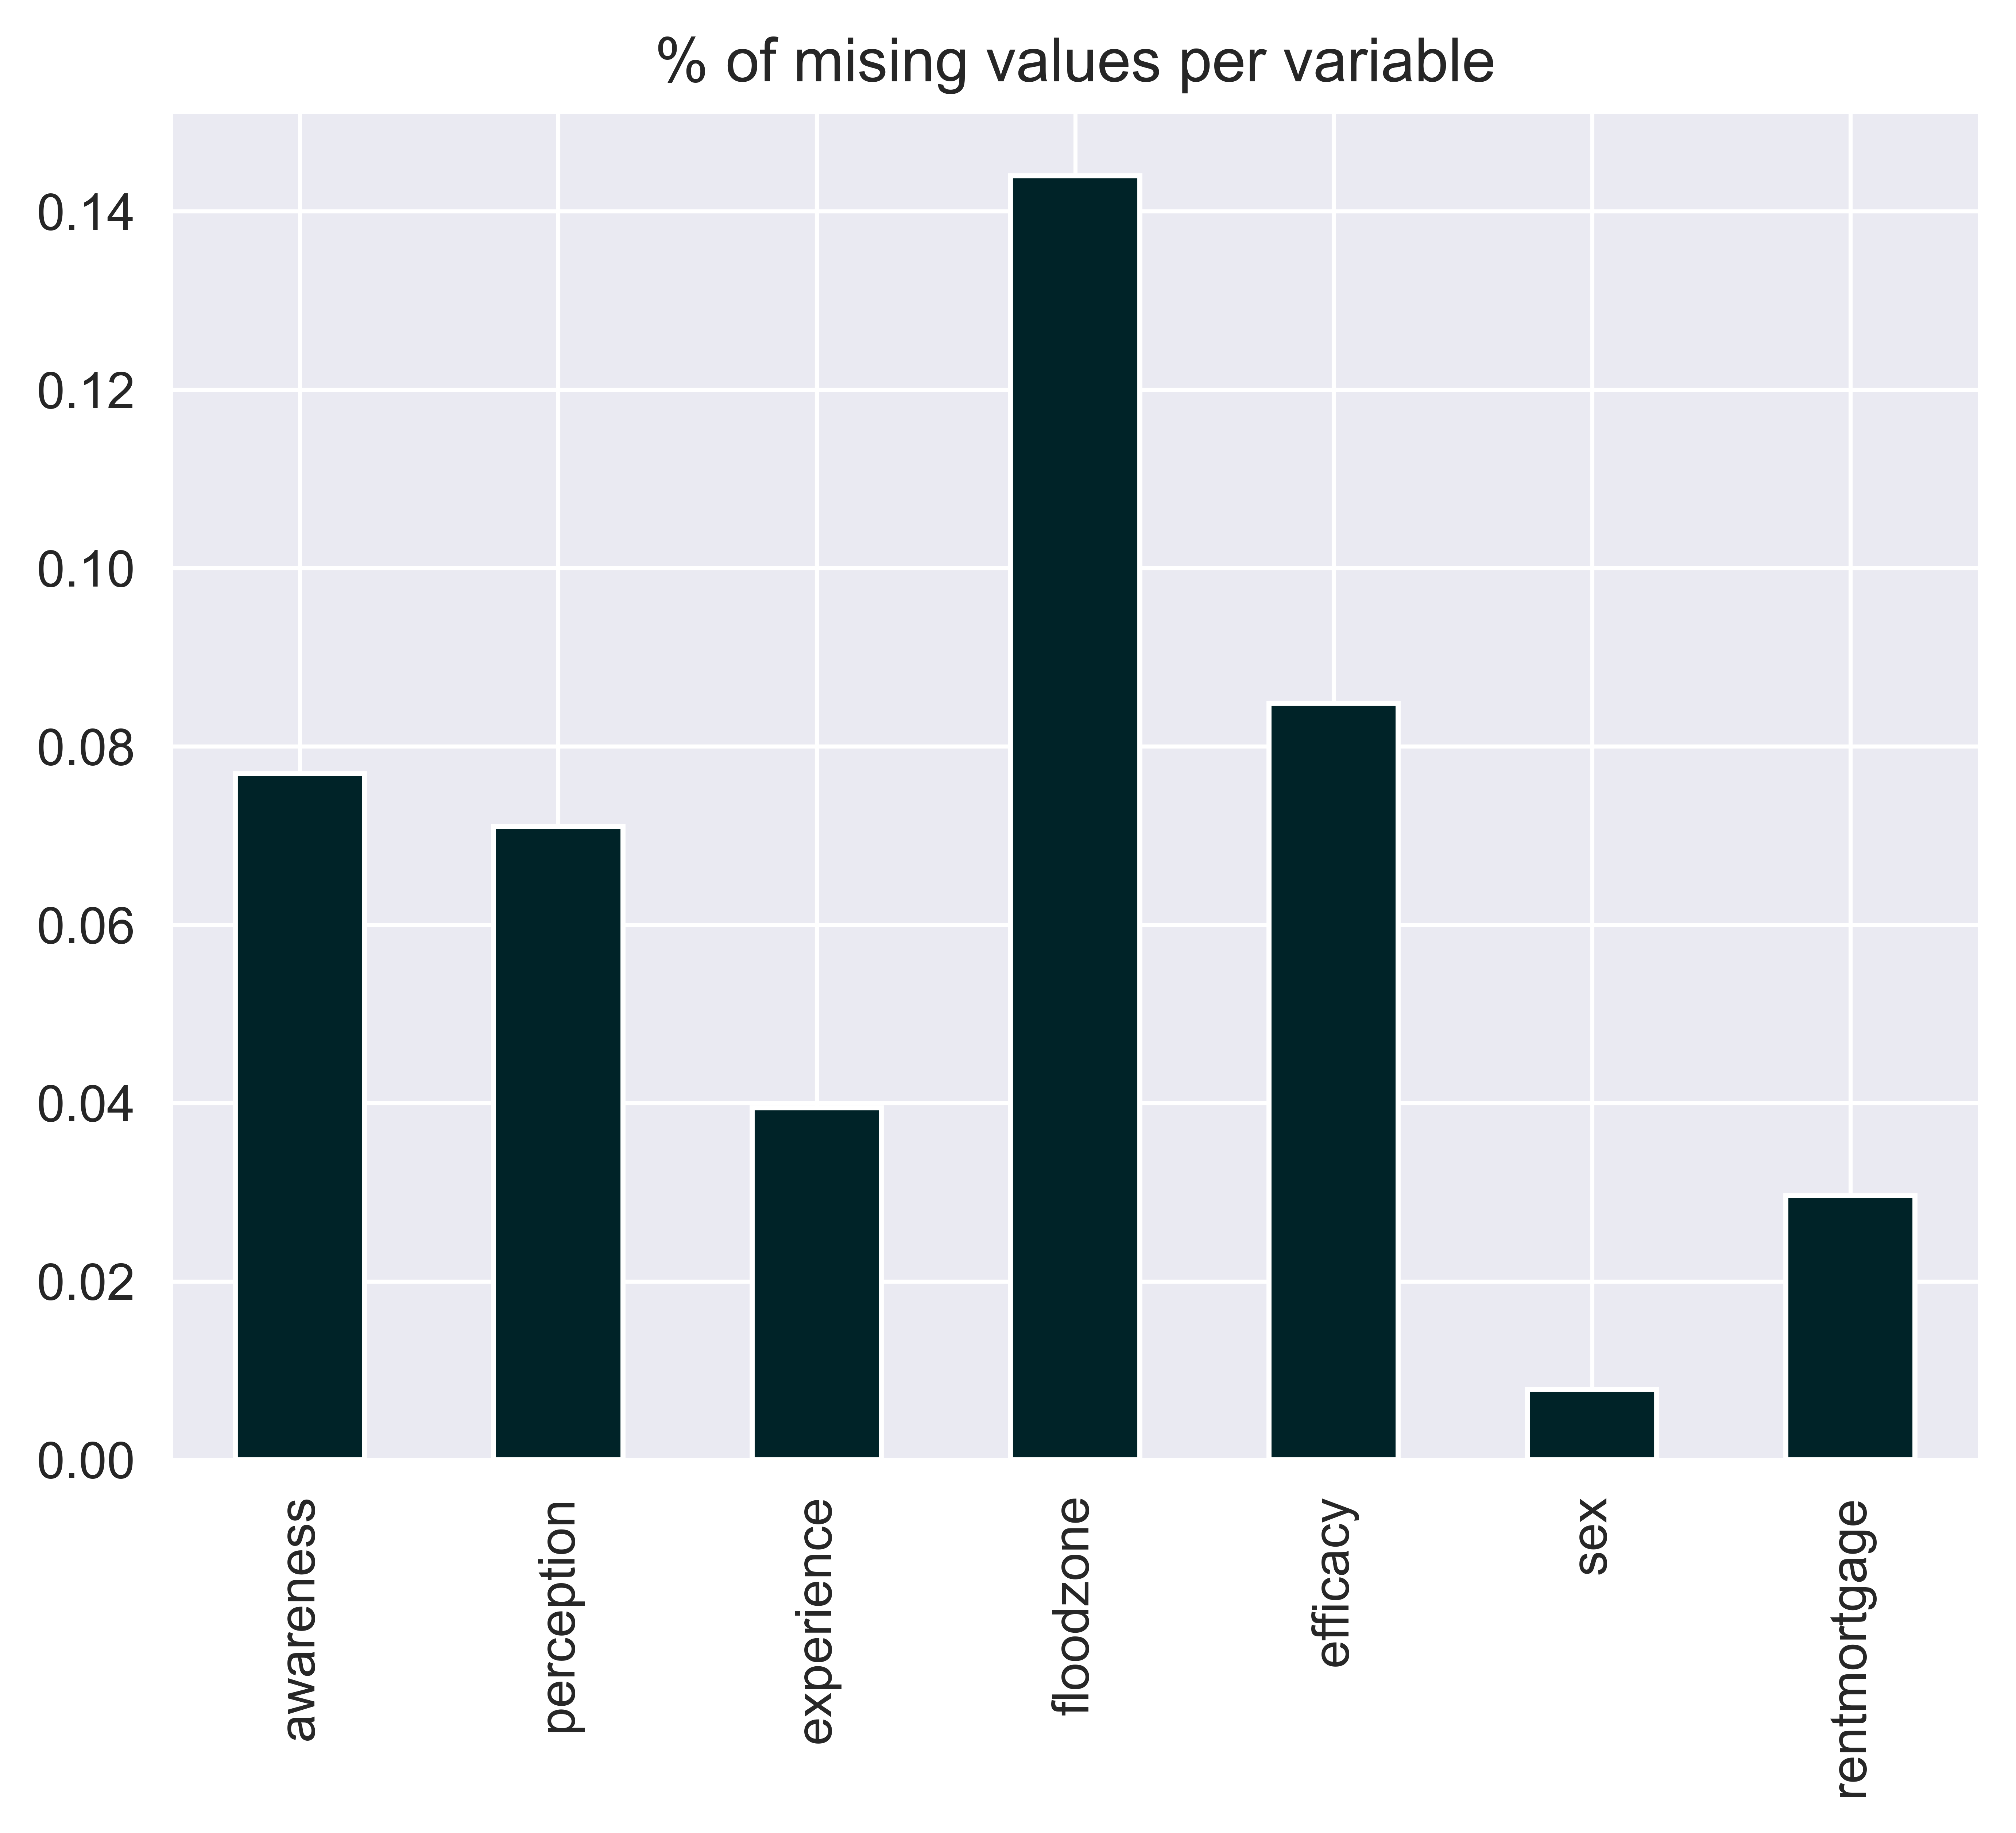 % of mising values per variable
0.14
0.12
0.10
0.08
0.06
0.04
0.02
0.00
awareness
perception
experience
floodzone
efficacy
sex
rentmortgage